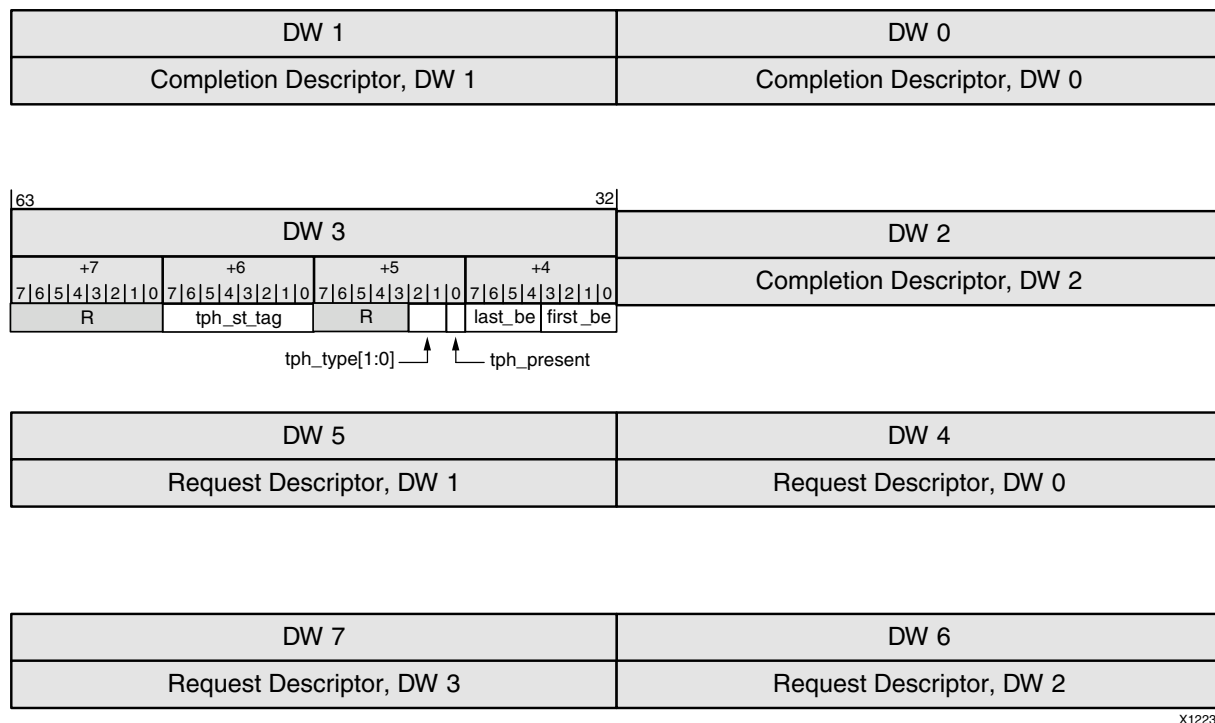 DW 1 DW 0
Completion Descriptor, DW 1 Completion Descriptor, DW 0
63 32
DW 3 DW 2
+7 +6 +5 +4
Completion Descriptor, DW 2
7 6 5 4 3 2 1 0 7 6 5 4 3 2 1 0 7 6 5 4 3 2 1 0 7 6 5 4 3 2 1 0
R tph_st_tag R last_be first_be
tph_type[1:0] tph_present
DW 5 DW 4
Request Descriptor, DW 1 Request Descriptor, DW 0
DW 7 DW 6
Request Descriptor, DW 3 Request Descriptor, DW 2
X1223